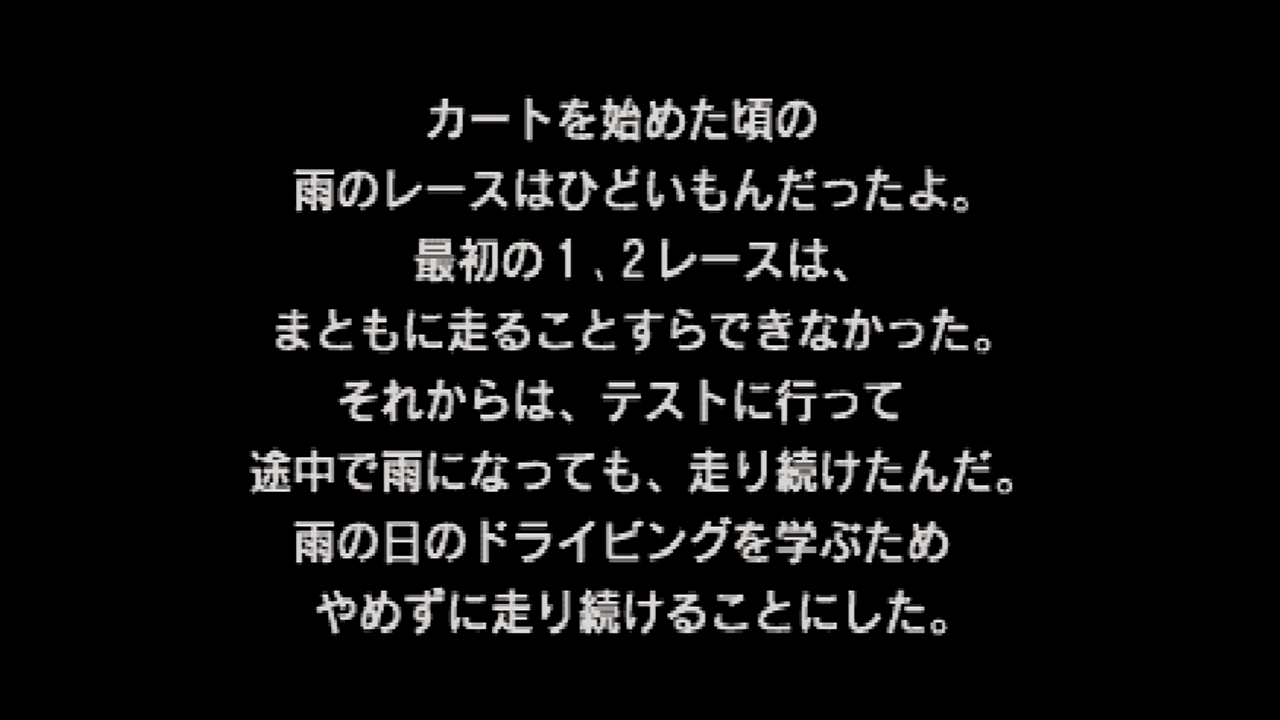 カートを始めた頃の
雨のレースはひどいもんだったよ。
最初の１、２レースは、
まともに走ることすらできなかった。
それからは、テストに行って
途中で雨になっても、走り続けたんだ。
雨の日のドライビングを学ぶため
やめずに走り続けることにした。